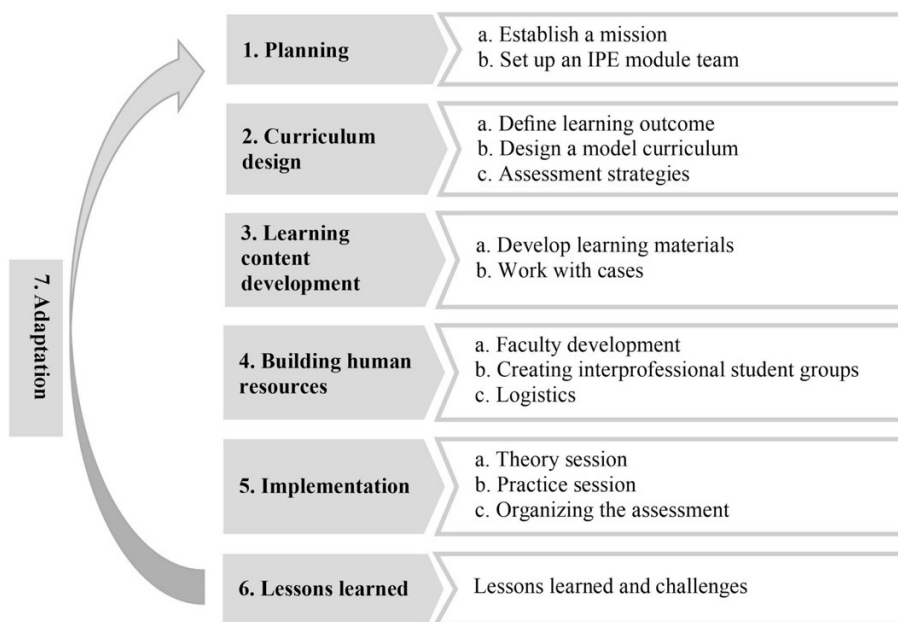 1. Planning
a. Establish a mission
b. Set up an IPE module team
2. Curriculum
design
a. Define learning outcome
b. Design a model curriculum
c. Assessment strategies
3. Learning
content
development
a. Develop learning materials
b. Work with cases
4. Building human
resources
a. Faculty development
b. Creating interprofessional student groups
c. Logistics
5. Implementation
a. Theory session
b. Practice session
c. Organizing the assessment
6. Lessons learned
Lessons learned and challenges
7. Adaptation